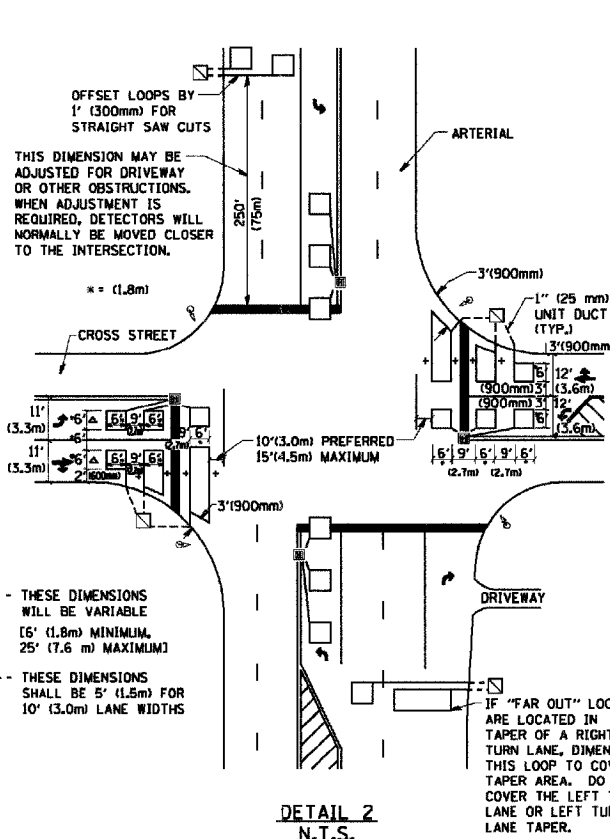 OFFSET LOOPS BY
1' (300mm) FOR
STRAIGHT SAW CUTS
THIS DIMENSION MAY BE
ADJUSTED FOR DRIVEWAY
OR OTHER OBSTRUCTIONS.
WHEN ADJUSTMENT IS
REQUIRED, DETECTORS WILL
NORMALLY BE MOVED CLOSER
TO THE INTERSECTION.
* = (1.8m)
250'
(75m)
ARTERIAL
3'(900mm)
1" (25 mm)
UNIT DUCT
(TYP.)
3'(900mm
CROSS STREET
11'
(3.3m)
11'
(3.3m)
*6'
*6'
*6'
2'
(600mm)
6'
9'
6'
6'
9'
6'
9'
6'
(2.7m)
10'(3.0m) PREFERRED
15'(4.5m) MAXIMUM
3'(900mm)
6'
12'
(3.6m)
(900mm) 3'
(900mm) 3'
12'
6'
(3.6m)
6' 9' 6' 9' 6'
(2.7m) (2.7m)
- THESE DIMENSIONS
WILL BE VARIABLE
[6' (1.8m) MINIMUM,
25' (7.6 m) MAXIMUM]
- THESE DIMENSIONS
SHALL BE 5' (1.5m) FOR
10' (3.0m) LANE WIDTHS
DRIVEWAY
IF "FAR OUT" LOO
ARE LOCATED IN
TAPER OF A RIGHT
TURN LANE, DIMEN
THIS LOOP TO COV
TAPER AREA. DO
COVER THE LEFT T
LANE OR LEFT TUR
LANE TAPER.
DETAIL 2
N.T.S.